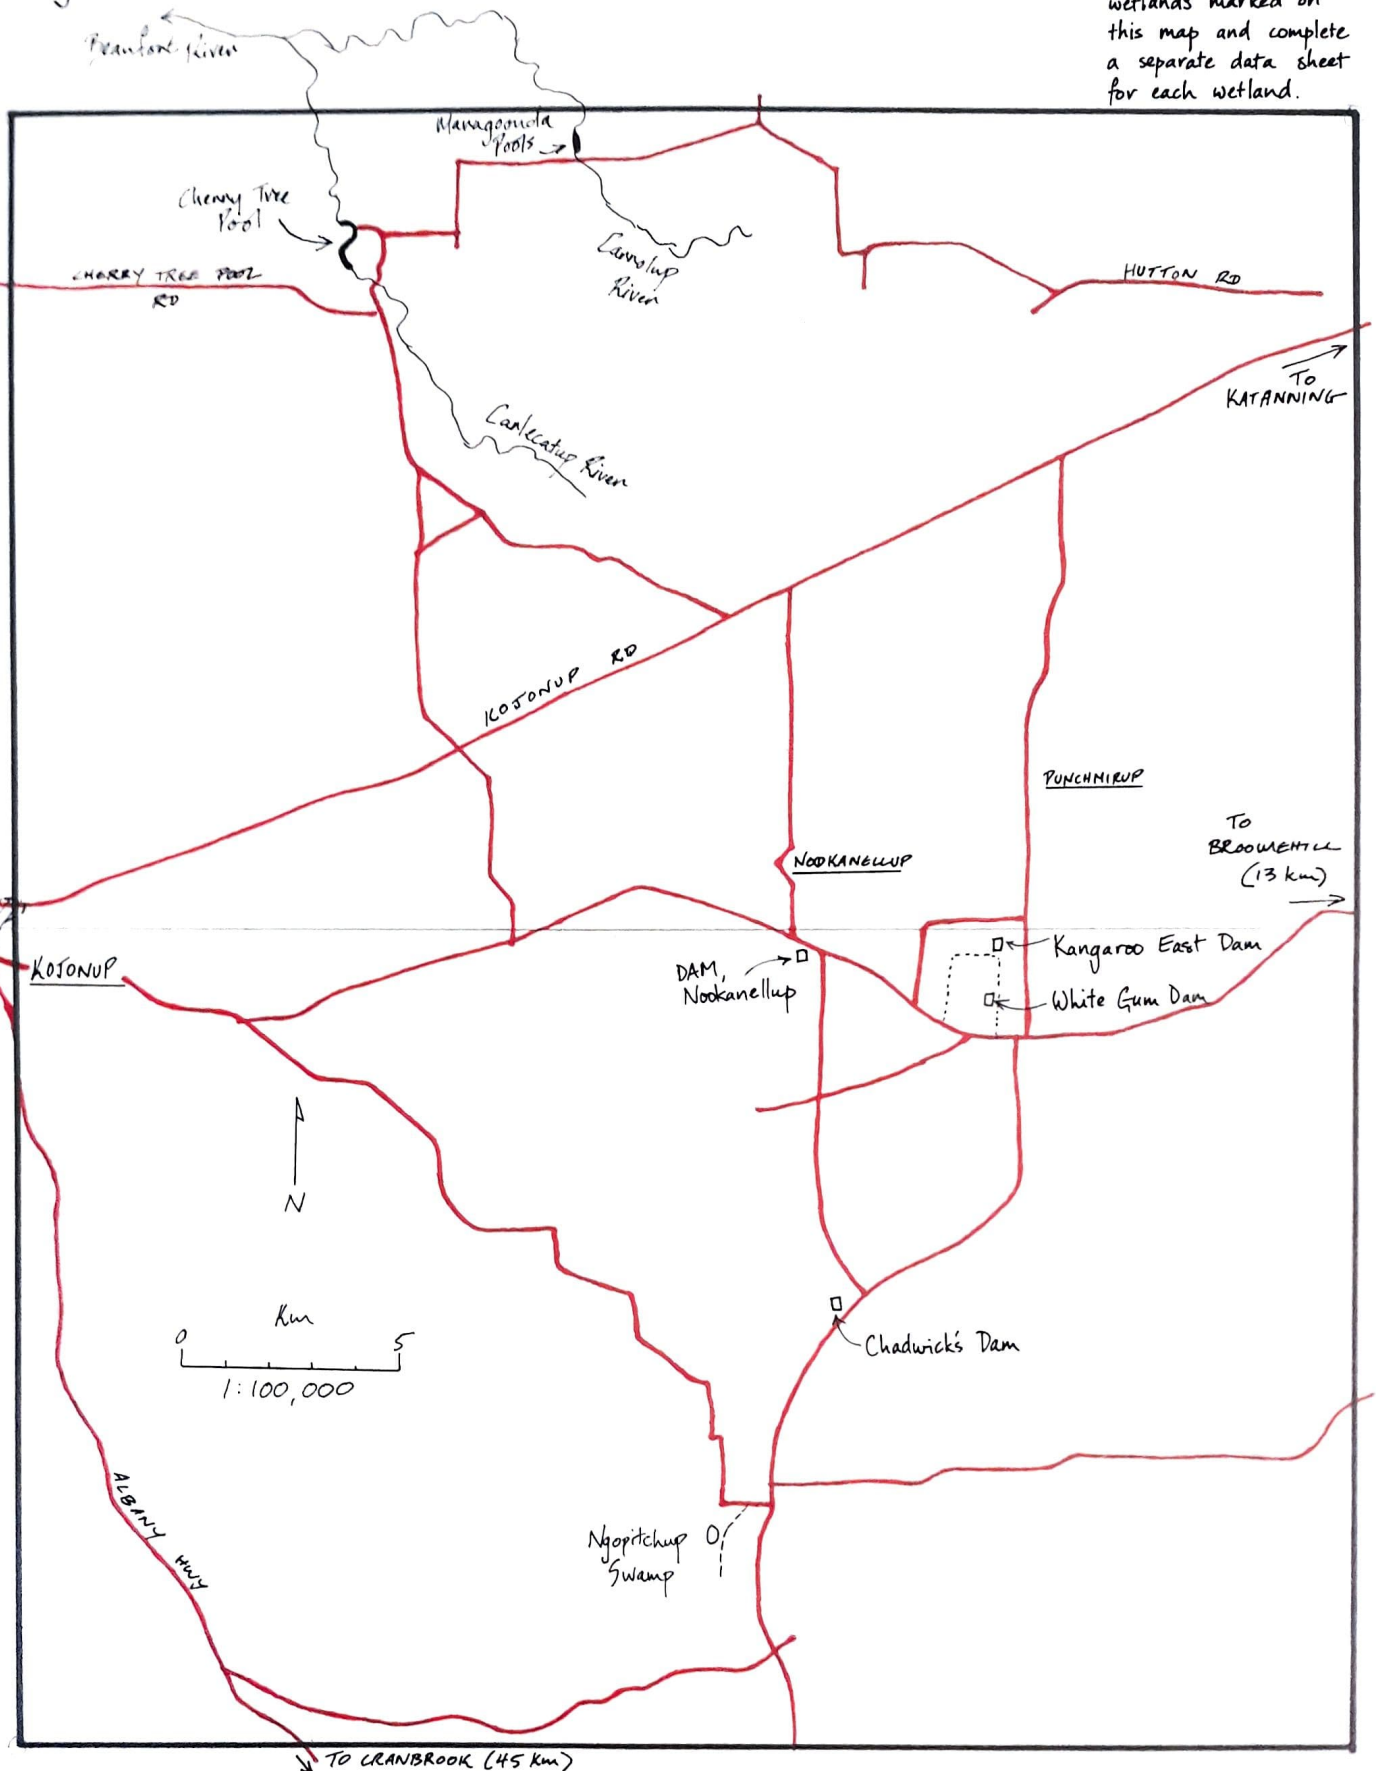 wetlands marked on
this map and complete
a separate data sheet
for each wetland.
Beaufort River
Managoonda
Pools
Cherry Tree
Pool
Carrolup
River
CHERRY TREE POOL
RD
HUTTON RD
TO
KATANNING
Carlecatup River
KOJONUP RD
PUNCHMIRUP
TO
BROOMEHILL
(13 km)
NOOKANELLUP
KOJONUP
DAM,
Nookanellup
Kangaroo East Dam
White Gum Dam
N
Km
0 5
1:100,000
Chadwick's Dam
ALBANY HWY
Ngopitchup
Swamp
TO CRANBROOK (45 Km)